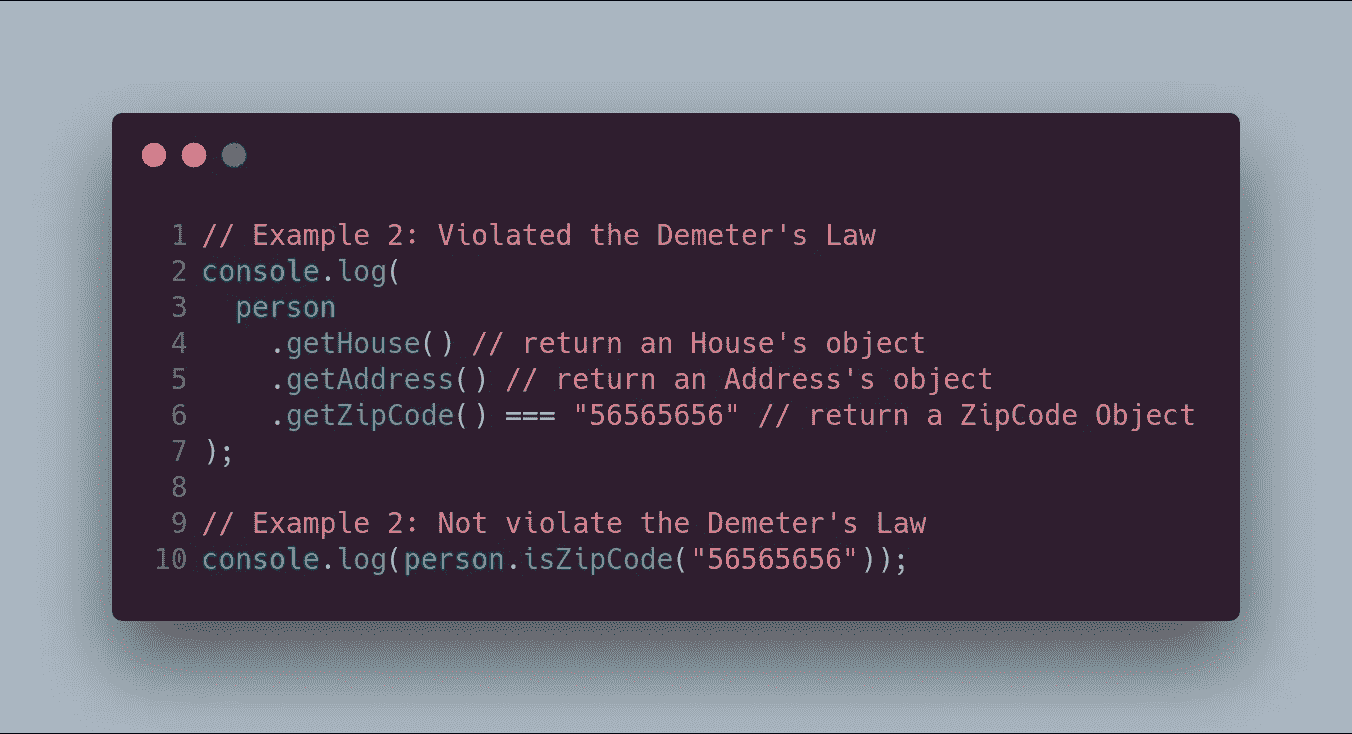 1 // Example 2: Violated the Demeter's Law
2 console.log(
3   person
4     .getHouse() // return an House's object
5     .getAddress() // return an Address's object
6     .getZipCode() === "56565656" // return a ZipCode Object
7 );
8
9 // Example 2: Not violate the Demeter's Law
10 console.log(person.isZipCode("56565656"));